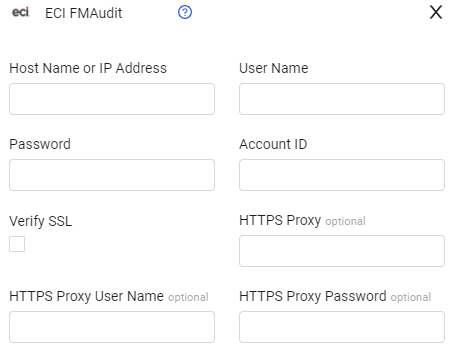 eci ECI FMAudit ? X
Host Name or IP Address User Name
Password Account ID
Verify SSL HTTPS Proxy optional
HTTPS Proxy User Name optional HTTPS Proxy Password optional